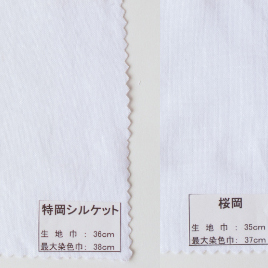 特岡シルケット
生 地 巾 : 36cm
最大染色巾: 38cm
桜岡
生 地 巾 : 35cm
最大染色巾: 37cm